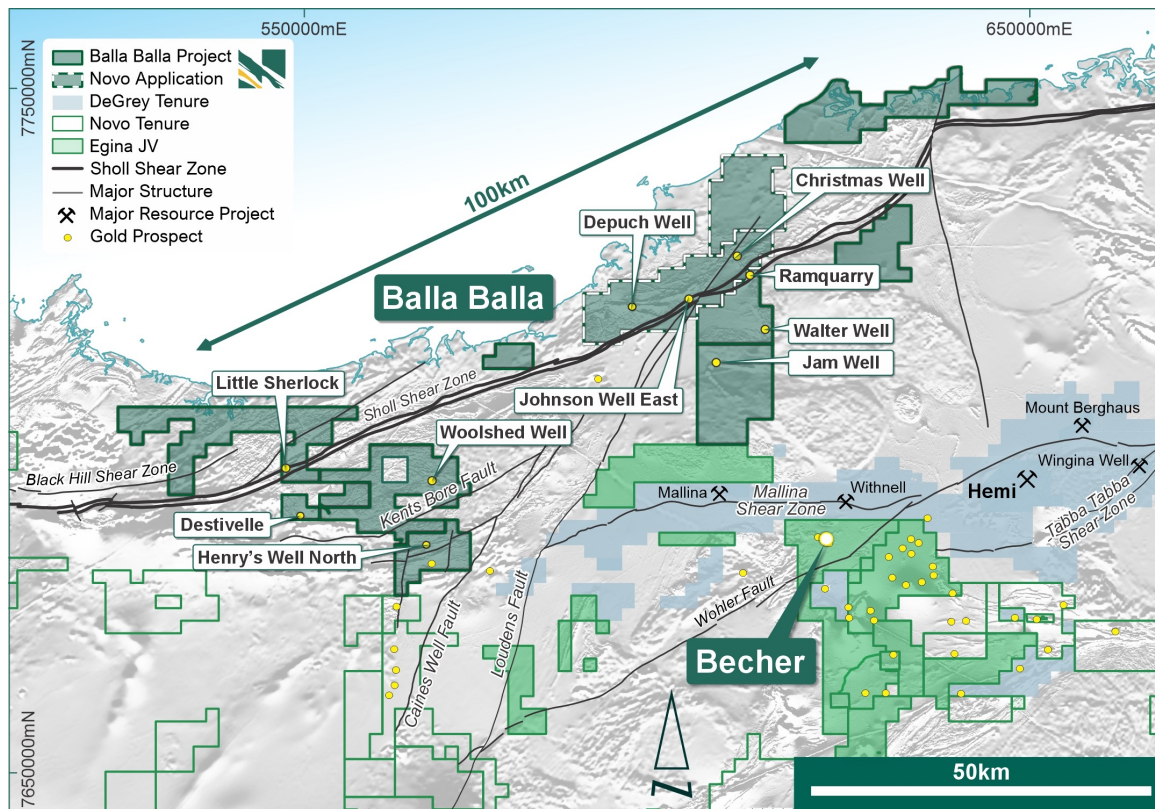 550000mE
650000mE
7750000mN
7650000mN
Balla Balla Project
Novo Application
DeGrey Tenure
Novo Tenure
Egina JV
Sholl Shear Zone
Major Structure
Major Resource Project
Gold Prospect
100km
Christmas Well
Depuch Well
Ramquarry
Balla Balla
Walter Well
Jam Well
Little Sherlock
Sholl Shear Zone
Johnson Well East
Woolshed Well
Mount Berghaus
Black Hill Shear Zone
Wingina Well
Kents Bore Fault
Mallina
Mallina
Shear Zone
Withnell
Hemi
Tabba Tabba
Shear Zone
Destivelle
Henry's Well North
Wohler Fault
Loudens Fault
Caines Well Fault
Becher
N
50km